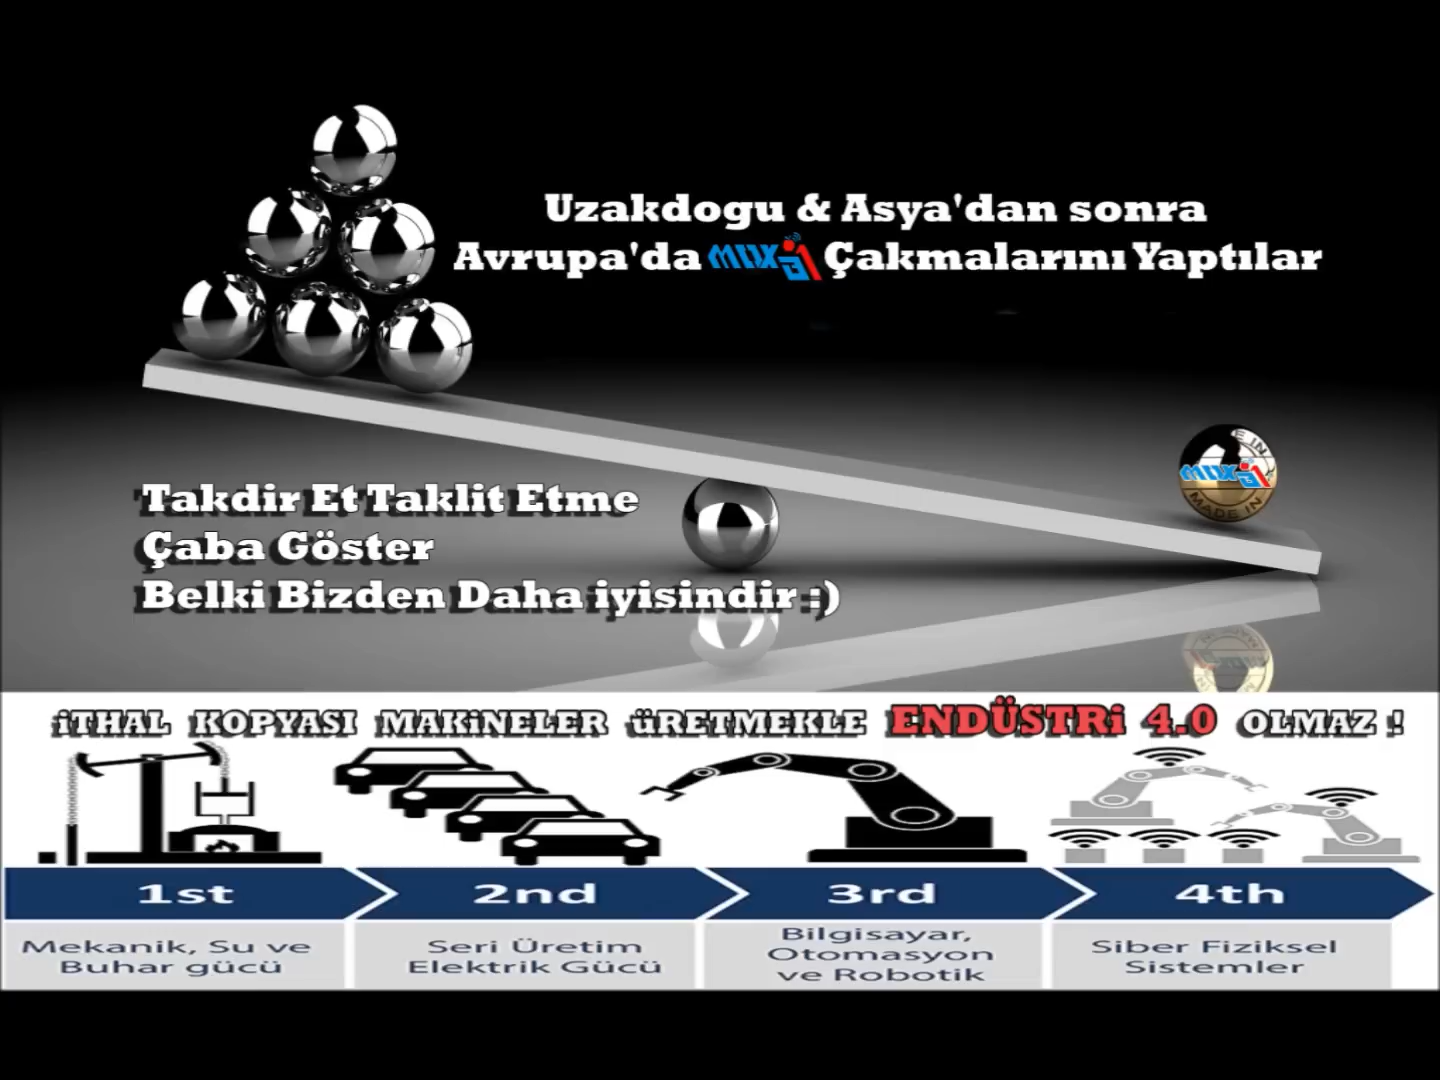 Uzakdogu & Asya'dan sonra
Avrupa'da Çakmalarını Yaptılar
MADE IN
Takdir Et Taklit Etme
Çaba Göster
Belki Bizden Daha iyisindir :)
iTHAL KOPYASI MAKiNELER üRETMEKLE ENDÜSTRi 4.0 OLMAZ !
1st
2nd
3rd
4th
Mekanik, Su ve
Buhar gücü
Seri Üretim
Elektrik Gücü
Bilgisayar,
Otomasyon
ve Robotik
Siber Fiziksel
Sistemler